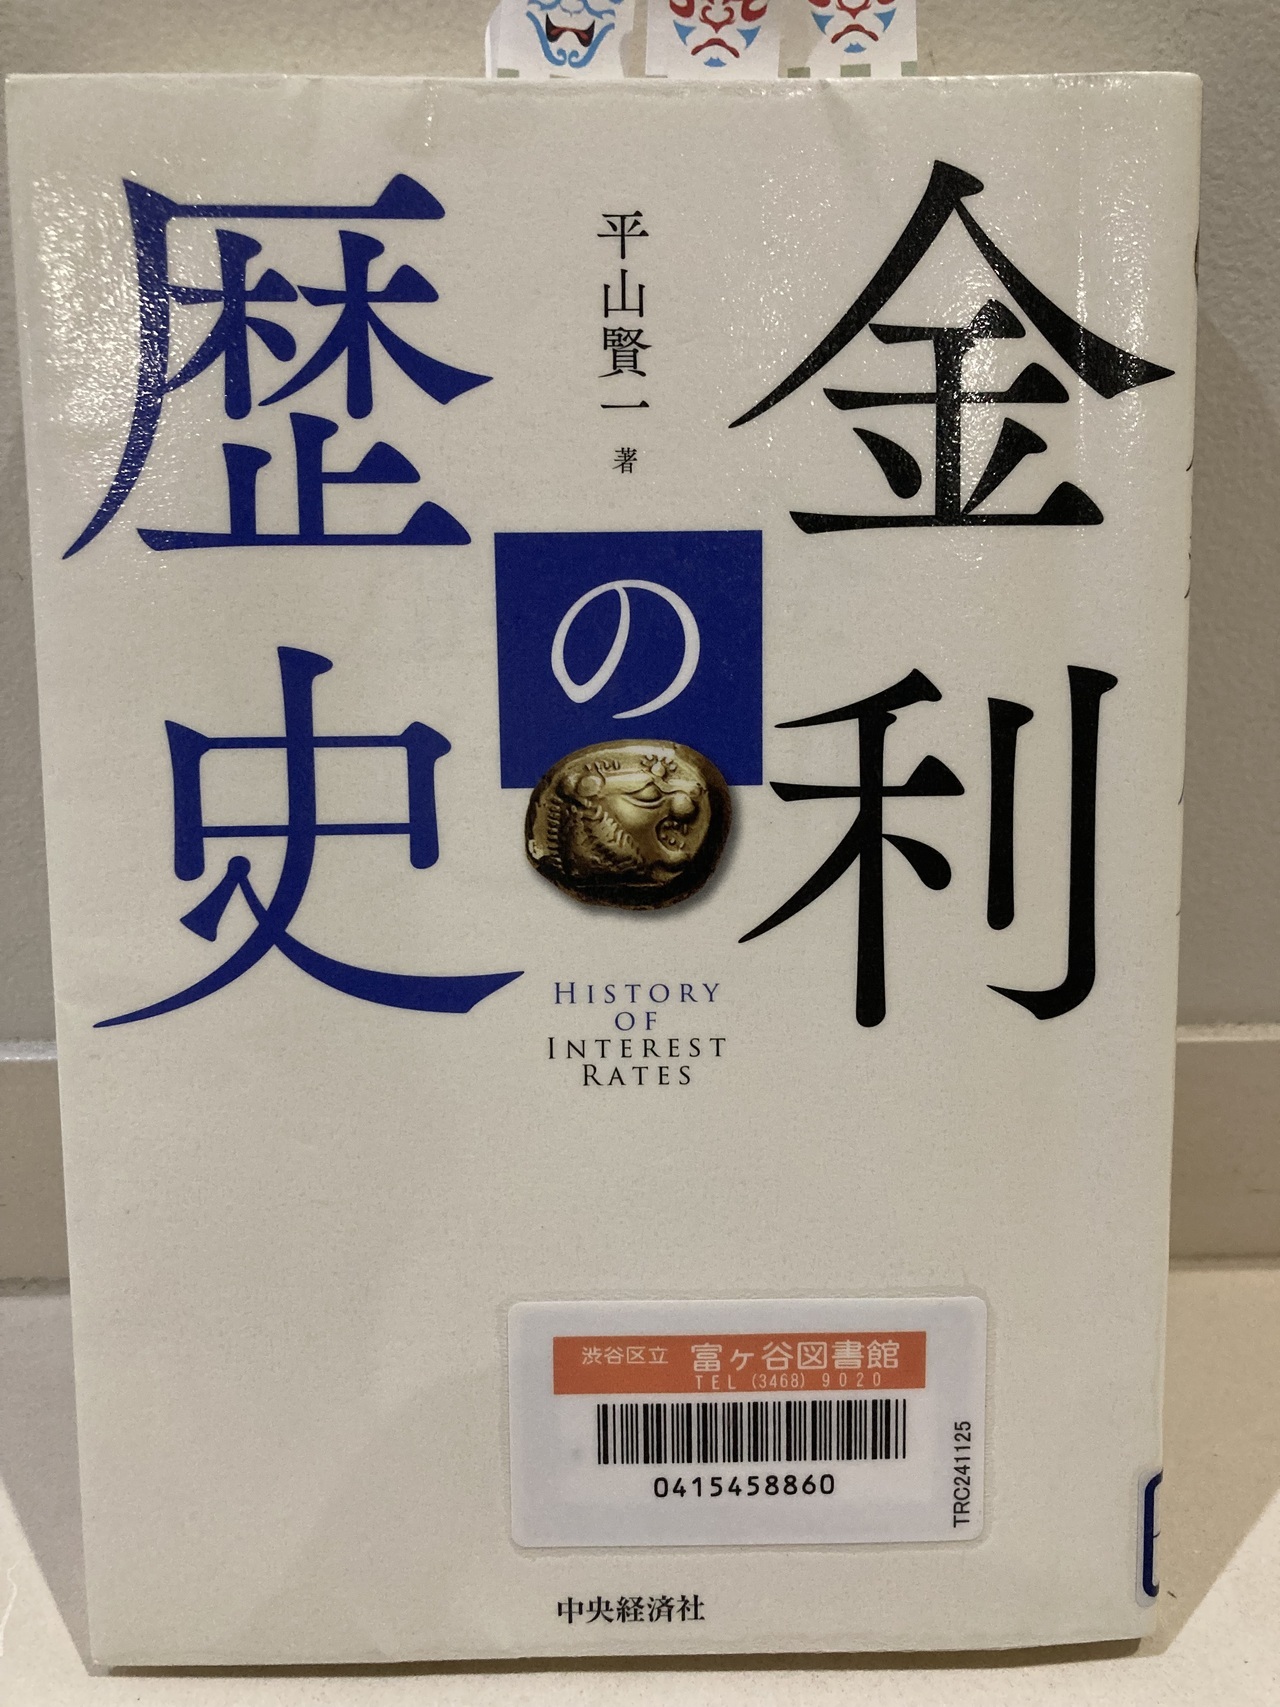 金利
の
歴史
平山賢一 著
HISTORY
OF
INTEREST
RATES
渋谷区立 富ヶ谷図書館
TEL (3468) 9020
0415458860
TRC241125
中央経済社